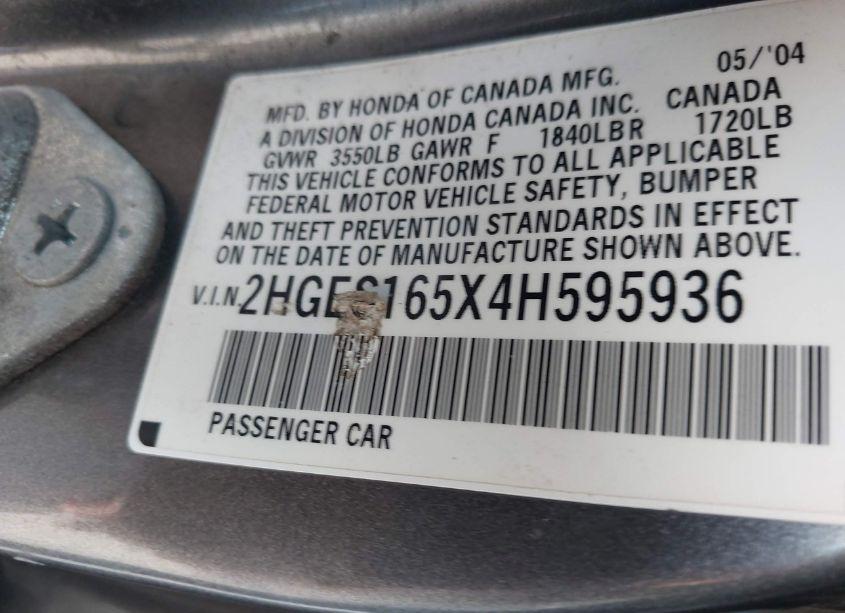 05/'04
MFD. BY HONDA OF CANADA MFG.
A DIVISION OF HONDA CANADA INC. CANADA
GVWR 3550LB GAWR F 1840LB R 1720LB
THIS VEHICLE CONFORMS TO ALL APPLICABLE
FEDERAL MOTOR VEHICLE SAFETY, BUMPER
AND THEFT PREVENTION STANDARDS IN EFFECT
ON THE DATE OF MANUFACTURE SHOWN ABOVE.
V.I.N. 2HGES165X4H595936
PASSENGER CAR